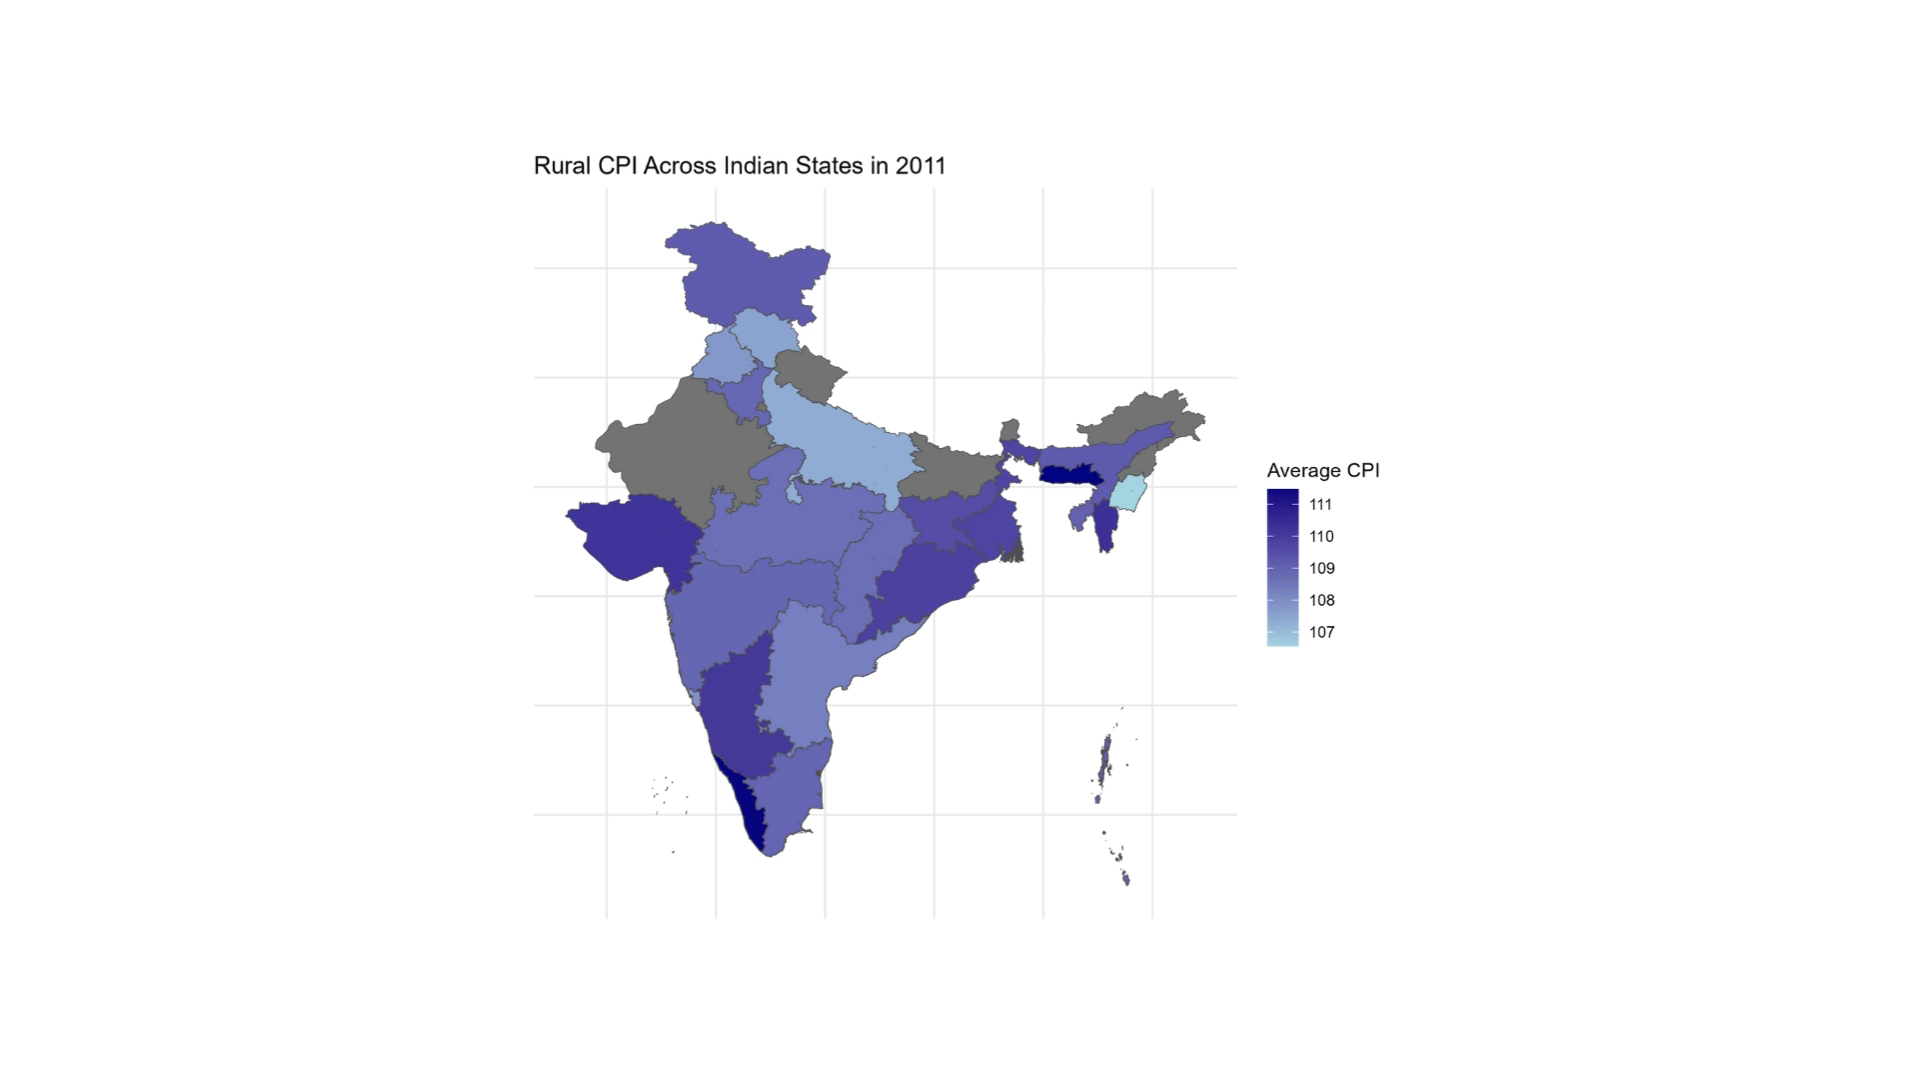 Rural CPI Across Indian States in 2011
Average CPI
111
110
109
108
107